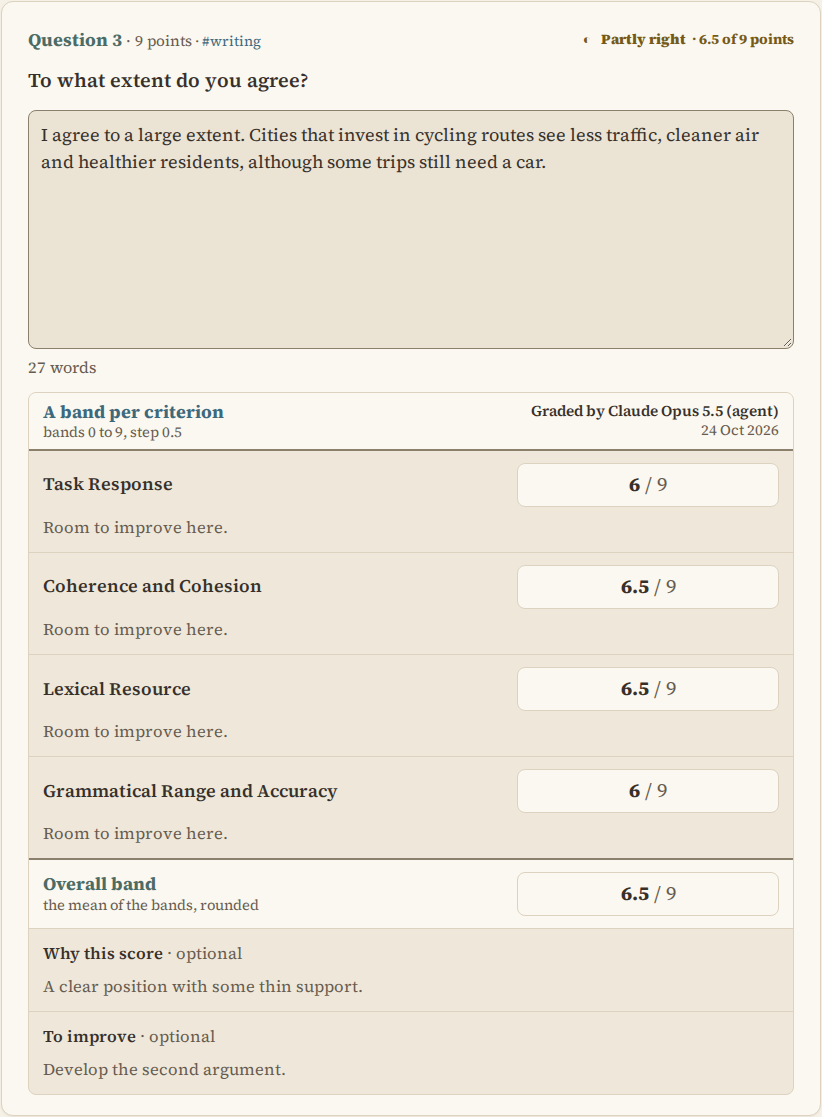 Question 3 · 9 points · #writing
Partly right · 6.5 of 9 points
To what extent do you agree?
I agree to a large extent. Cities that invest in cycling routes see less traffic, cleaner air
and healthier residents, although some trips still need a car.
27 words
A band per criterion
bands 0 to 9, step 0.5
Graded by Claude Opus 5.5 (agent)
24 Oct 2026
Task Response
6 / 9
Room to improve here.
Coherence and Cohesion
6.5 / 9
Room to improve here.
Lexical Resource
6.5 / 9
Room to improve here.
Grammatical Range and Accuracy
6 / 9
Room to improve here.
Overall band
the mean of the bands, rounded
6.5 / 9
Why this score · optional
A clear position with some thin support.
To improve · optional
Develop the second argument.